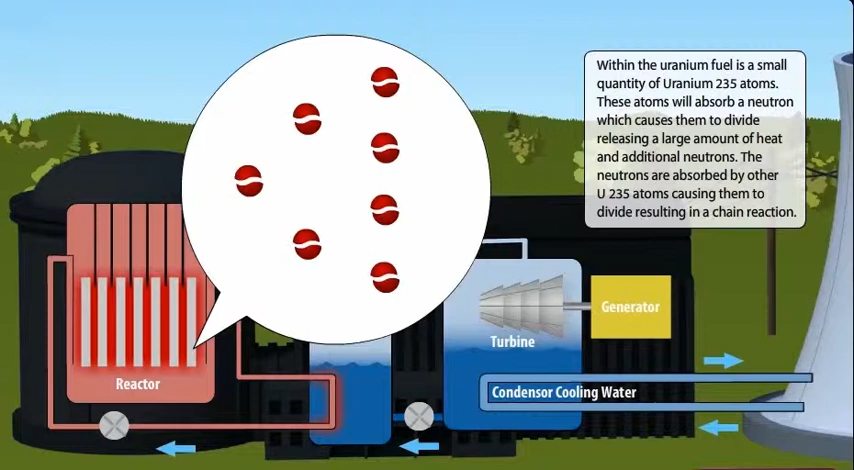 Within the uranium fuel is a small
quantity of Uranium 235 atoms.
These atoms will absorb a neutron
which causes them to divide
releasing a large amount of heat
and additional neutrons. The
neutrons are absorbed by other
U 235 atoms causing them to
divide resulting in a chain reaction.
Generator
Turbine
Reactor
Condensor Cooling Water